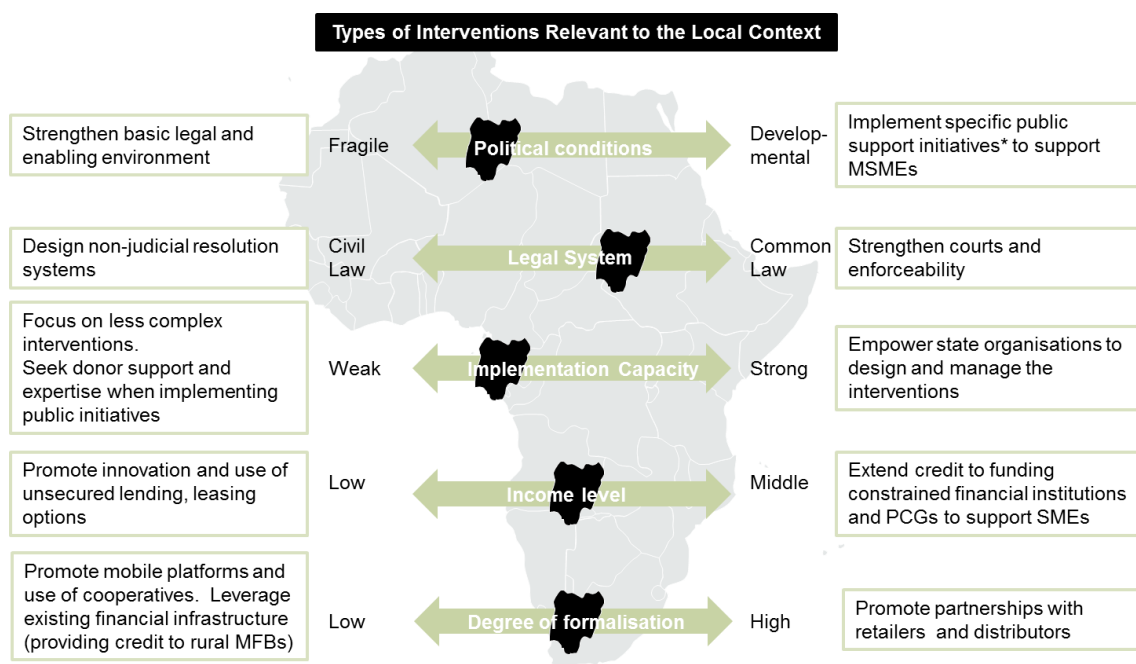 Types of Interventions Relevant to the Local Context
Strengthen basic legal and
enabling environment
Fragile
Political conditions
Develop-
mental
Implement specific public
support initiatives* to support
MSMEs
Design non-judicial resolution
systems
Civil
Law
Legal System
Common
Law
Strengthen courts and
enforceability
Focus on less complex
interventions.
Seek donor support and
expertise when implementing
public initiatives
Weak
Implementation Capacity
Strong
Empower state organisations to
design and manage the
interventions
Promote innovation and use of
unsecured lending, leasing
options
Low
Income level
Middle
Extend credit to funding
constrained financial institutions
and PCGs to support SMEs
Promote mobile platforms and
use of cooperatives. Leverage
existing financial infrastructure
(providing credit to rural MFBs)
Low
Degree of formalisation
High
Promote partnerships with
retailers and distributors